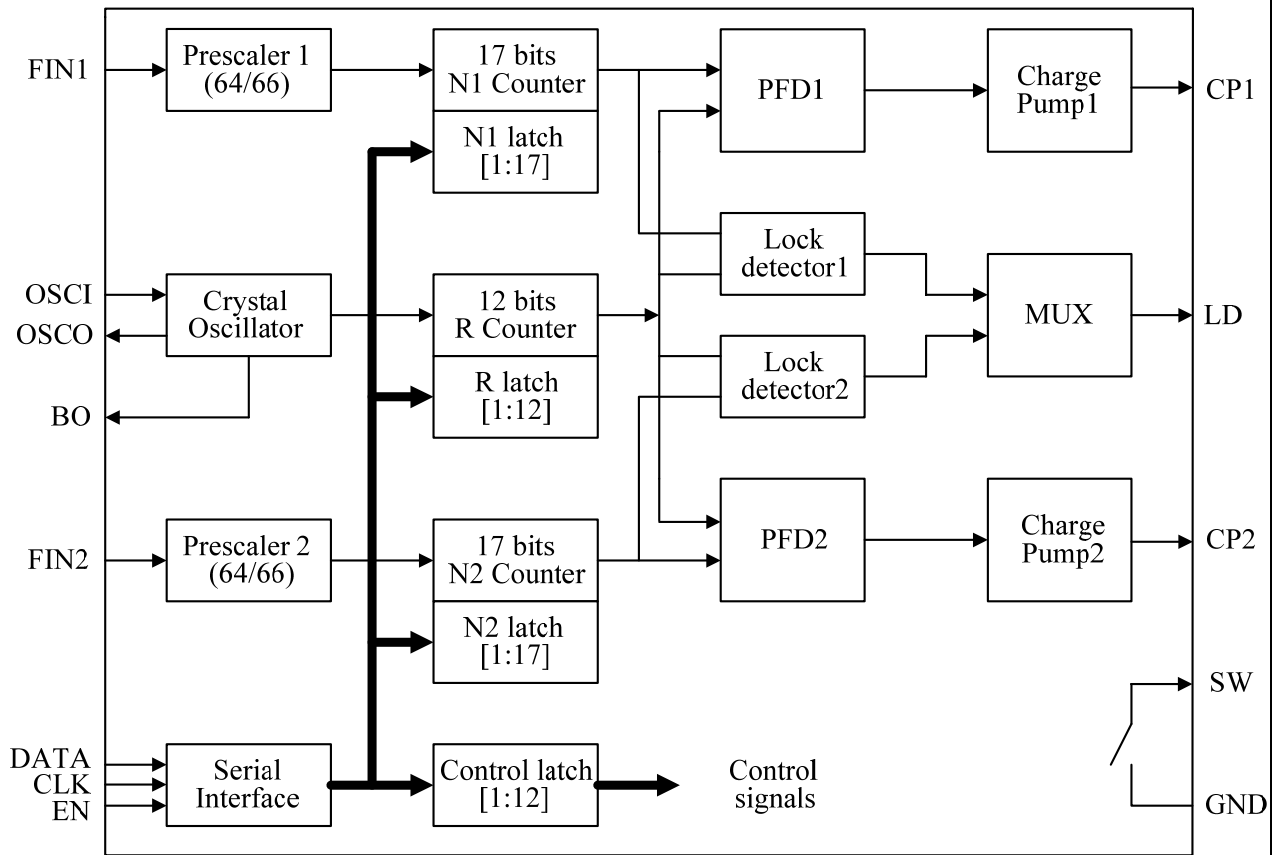 FIN1
Prescaler 1
(64/66)
17 bits
N1 Counter
N1 latch
[1:17]
PFD1
Charge
Pump1
CP1
Lock
detector1
OSCI
OSCO
Crystal
Oscillator
12 bits
R Counter
R latch
[1:12]
MUX
LD
Lock
detector2
BO
FIN2
Prescaler 2
(64/66)
17 bits
N2 Counter
N2 latch
[1:17]
PFD2
Charge
Pump2
CP2
SW
DATA
CLK
EN
Serial
Interface
Control latch
[1:12]
Control
signals
GND